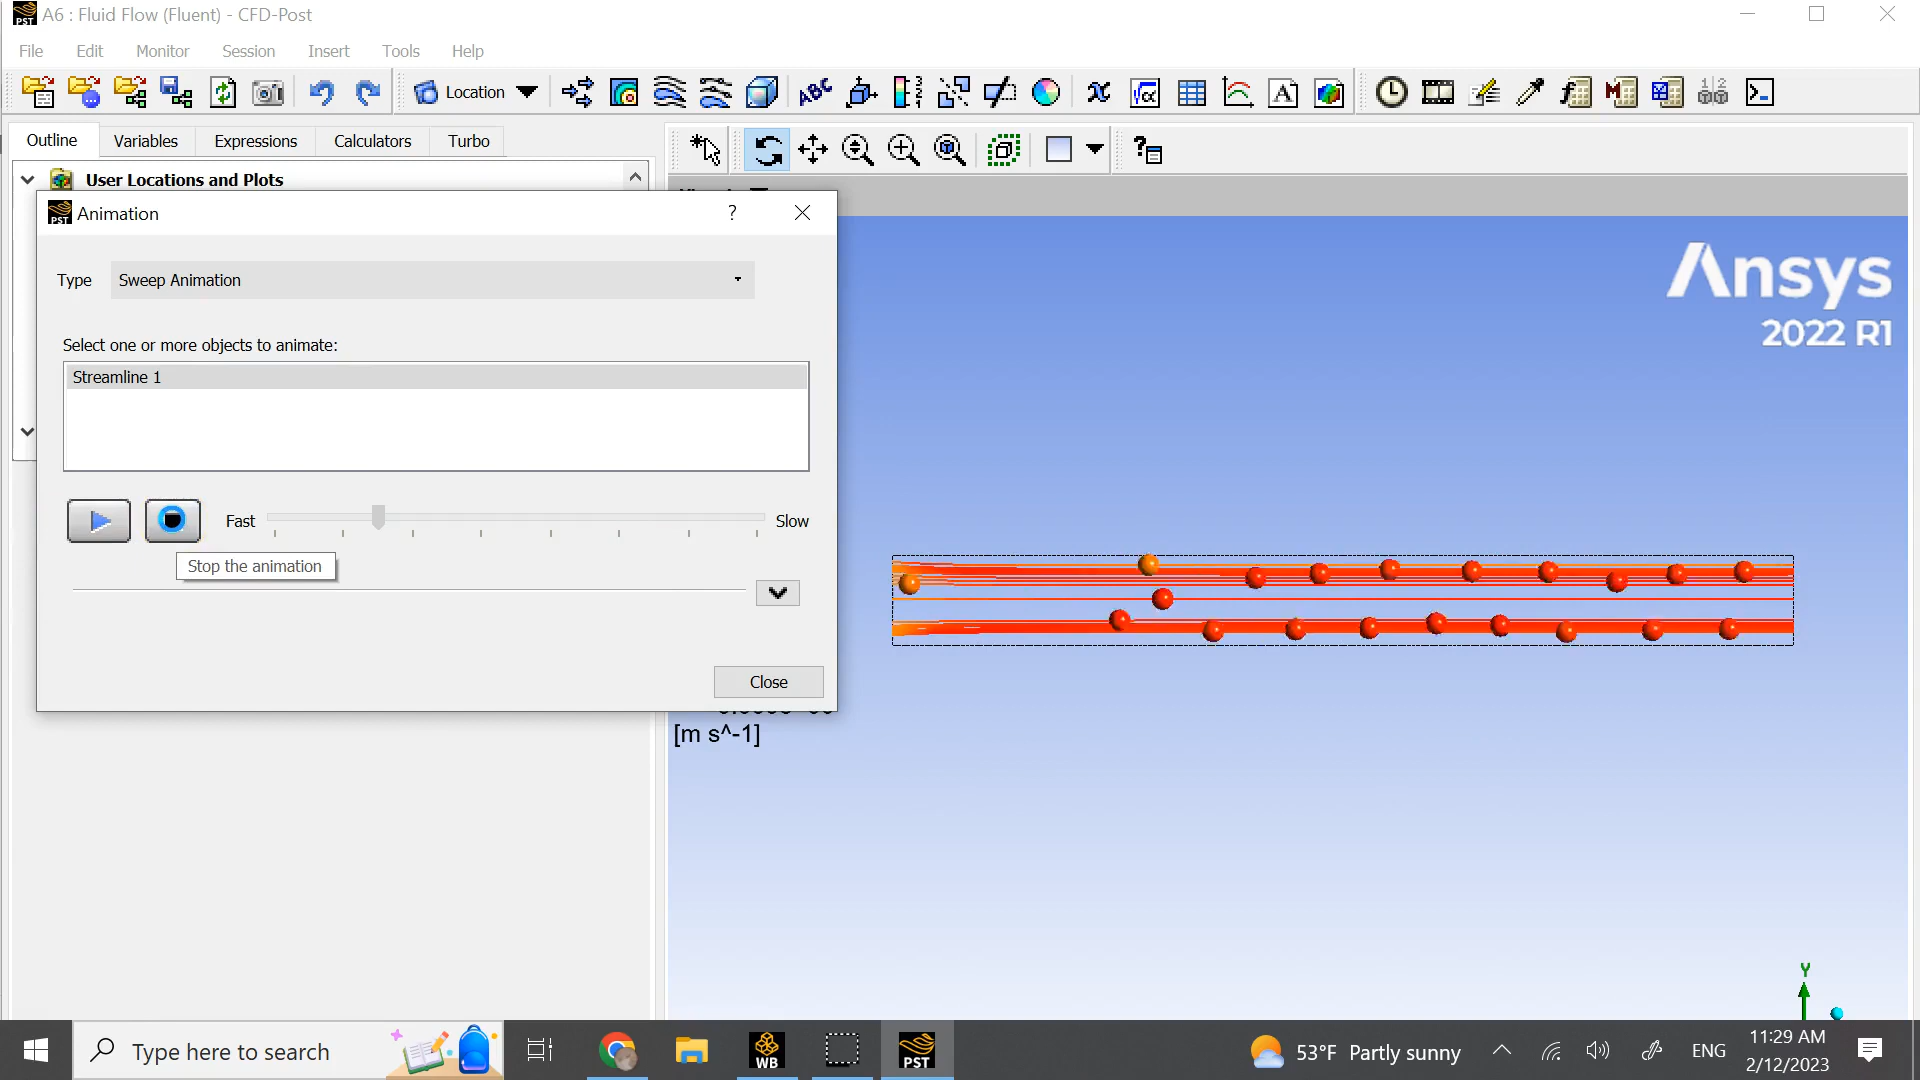 PST A6 : Fluid Flow (Fluent) - CFD-Post
File Edit Monitor Session Insert Tools Help
Location ABC
Outline Variables Expressions Calculators Turbo
User Locations and Plots
PST Animation ?
Type Sweep Animation
Select one or more objects to animate:
Streamline 1
Fast Slow
Stop the animation
Close
[m s^-1]
Ansys
2022 R1
Y
Type here to search
WB
PST
53°F Partly sunny
ENG
11:29 AM
2/12/2023